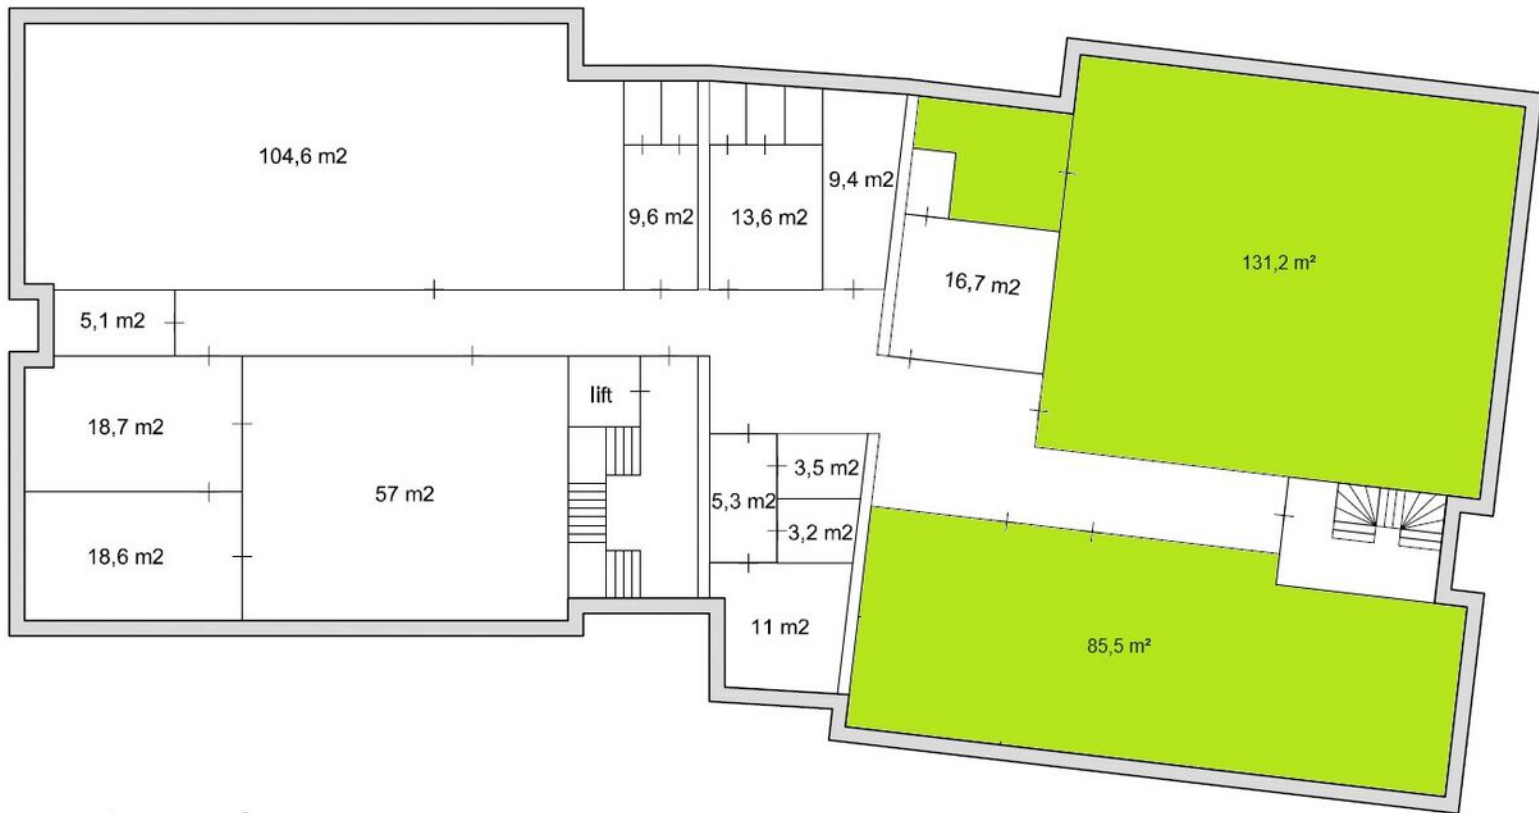 104,6 m2
9,6 m2
13,6 m2
9,4 m2
16,7 m2
131,2 m²
5,1 m2
18,7 m2
57 m2
lift
18,6 m2
5,3 m2
3,5 m2
3,2 m2
11 m2
85,5 m²